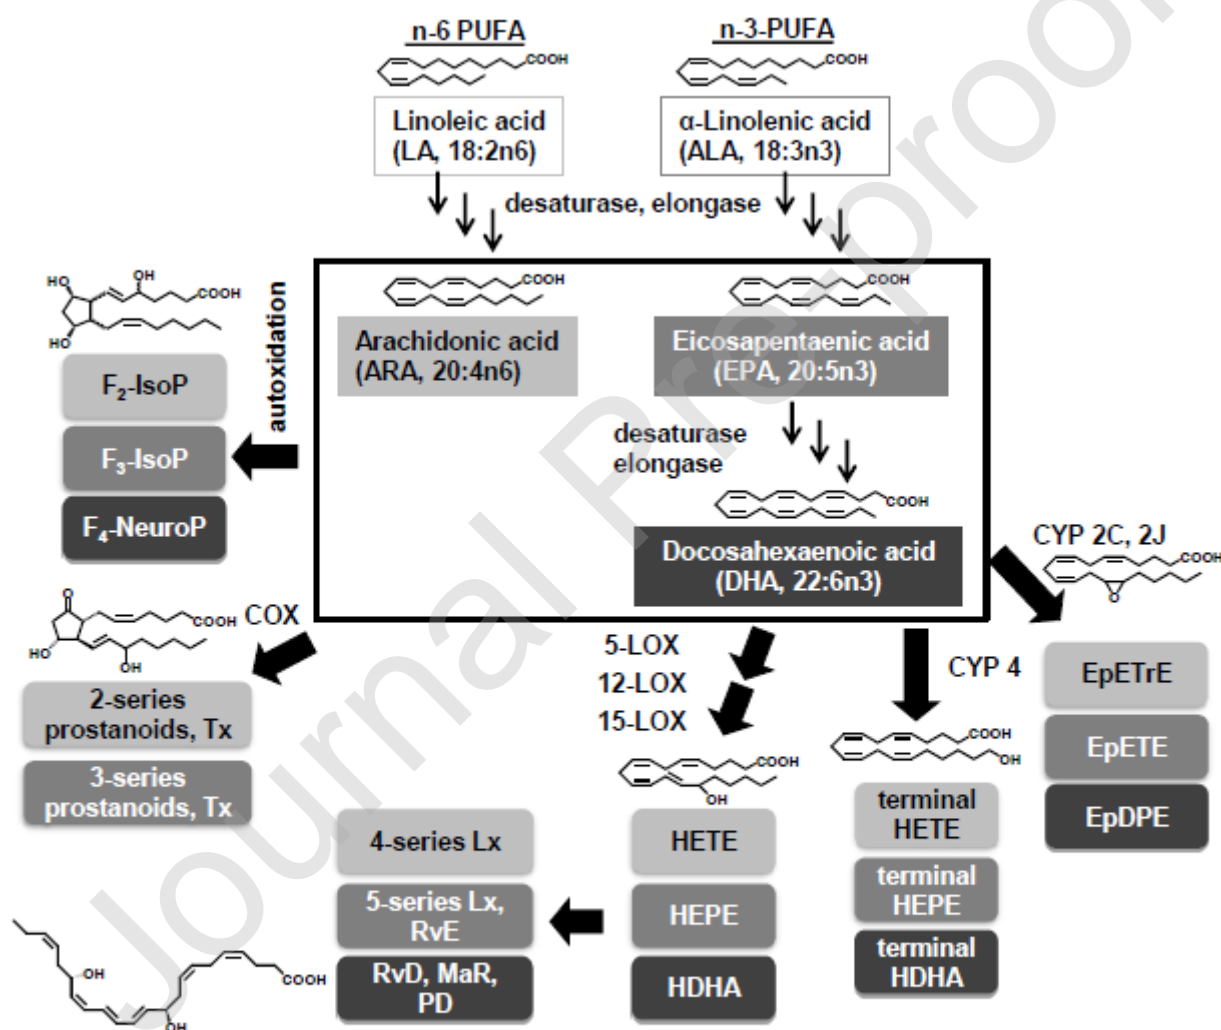 n-6 PUFA
n-3-PUFA
COOH
COOH
Linoleic acid
(LA, 18:2n6)
α-Linolenic acid
(ALA, 18:3n3)
desaturase, elongase
HO
OH
COOH
HO
autoxidation
COOH
COOH
Arachidonic acid
(ARA, 20:4n6)
Eicosapentaenic acid
(EPA, 20:5n3)
F2-IsoP
F3-IsoP
F4-NeuroP
desaturase
elongase
COOH
Docosahexaenoic acid
(DHA, 22:6n3)
CYP 2C, 2J
COOH
O
O
COOH
HO
OH
COX
2-series
prostanoids, Tx
3-series
prostanoids, Tx
5-LOX
12-LOX
15-LOX
CYP 4
EpETrE
EpETE
EpDPE
COOH
OH
COOH
OH
terminal
HETE
terminal
HEPE
terminal
HDHA
4-series Lx
5-series Lx,
RvE
RvD, MaR,
PD
HETE
HEPE
HDHA
OH
COOH
OH
Journal Pre-proof